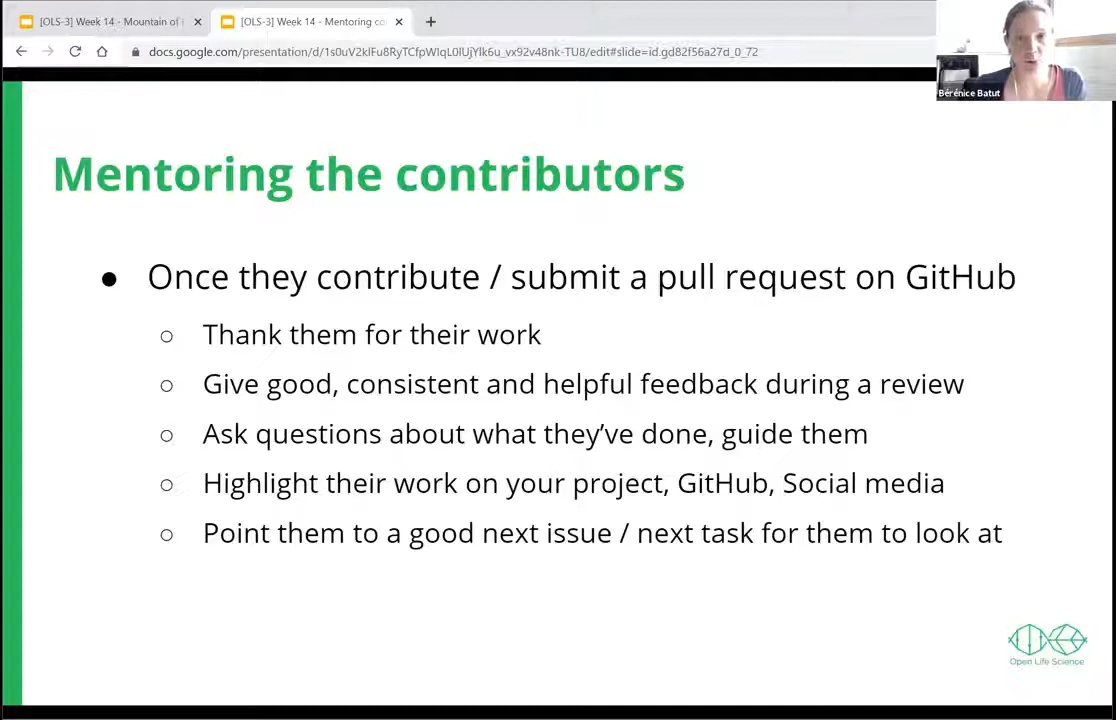 [OLS-3] Week 14 - Mountain of
[OLS-3] Week 14 - Mentoring co
docs.google.com/presentation/d/1s0uV2klFu8RyTCfpWIqL0lUjYlk6u_vx92v48nk-TU8/edit#slide=id.gd82f56a27d_0_72
Bérénice Batut
Mentoring the contributors
● Once they contribute / submit a pull request on GitHub
○ Thank them for their work
○ Give good, consistent and helpful feedback during a review
○ Ask questions about what they’ve done, guide them
○ Highlight their work on your project, GitHub, Social media
○ Point them to a good next issue / next task for them to look at
Open Life Science